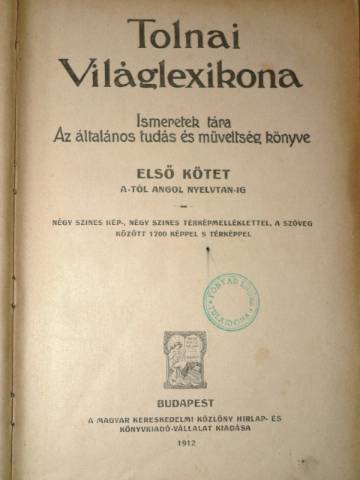 Tolnai
Világlexikona
Ismeretek tára
Az általános tudás és műveltség könyve
ELSŐ KÖTET
A-TÓL ANGOL NYELVTAN-IG
NÉGY SZINES KÉP-, NÉGY SZINES TÉRKÉPMELLÉKLETTEL, A SZÖVEG
KÖZÖTT 1700 KÉPPEL S TÉRKÉPPEL
TULAJDONA
BUDAPEST
A MAGYAR KERESKEDELMI KÖZLÖNY HIRLAP- ÉS
KÖNYVKIADÓ-VÁLLALAT KIADÁSA
1912